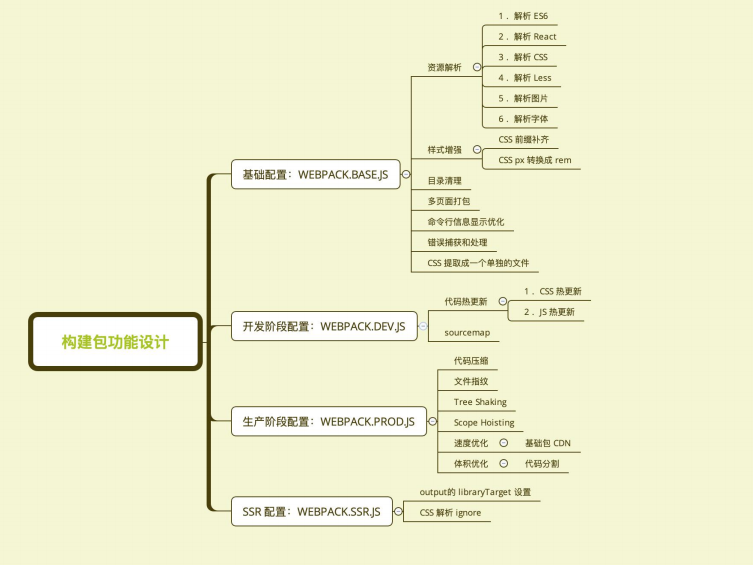 构建包功能设计
基础配置：WEBPACK.BASE.JS
资源解析
1． 解析 ES6
2． 解析 React
3． 解析 CSS
4． 解析 Less
5． 解析图片
6． 解析字体
样式增强
CSS 前缀补齐
CSS px 转换成 rem
目录清理
多页面打包
命令行信息显示优化
错误捕获和处理
CSS 提取成一个单独的文件
开发阶段配置：WEBPACK.DEV.JS
代码热更新
1．CSS 热更新
2．JS 热更新
sourcemap
生产阶段配置：WEBPACK.PROD.JS
代码压缩
文件指纹
Tree Shaking
Scope Hoisting
速度优化
基础包 CDN
体积优化
代码分割
SSR 配置：WEBPACK.SSR.JS
output的 libraryTarget 设置
CSS 解析 ignore